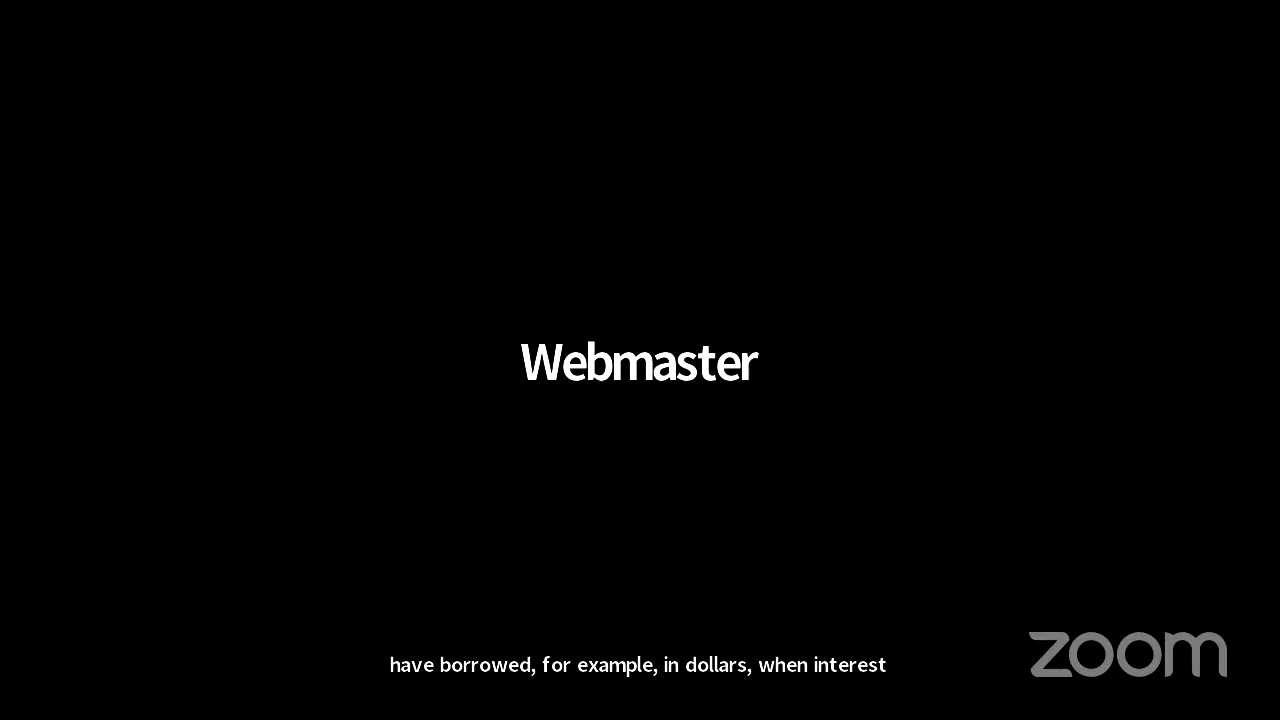 Webmaster
have borrowed, for example, in dollars, when interest
zoom